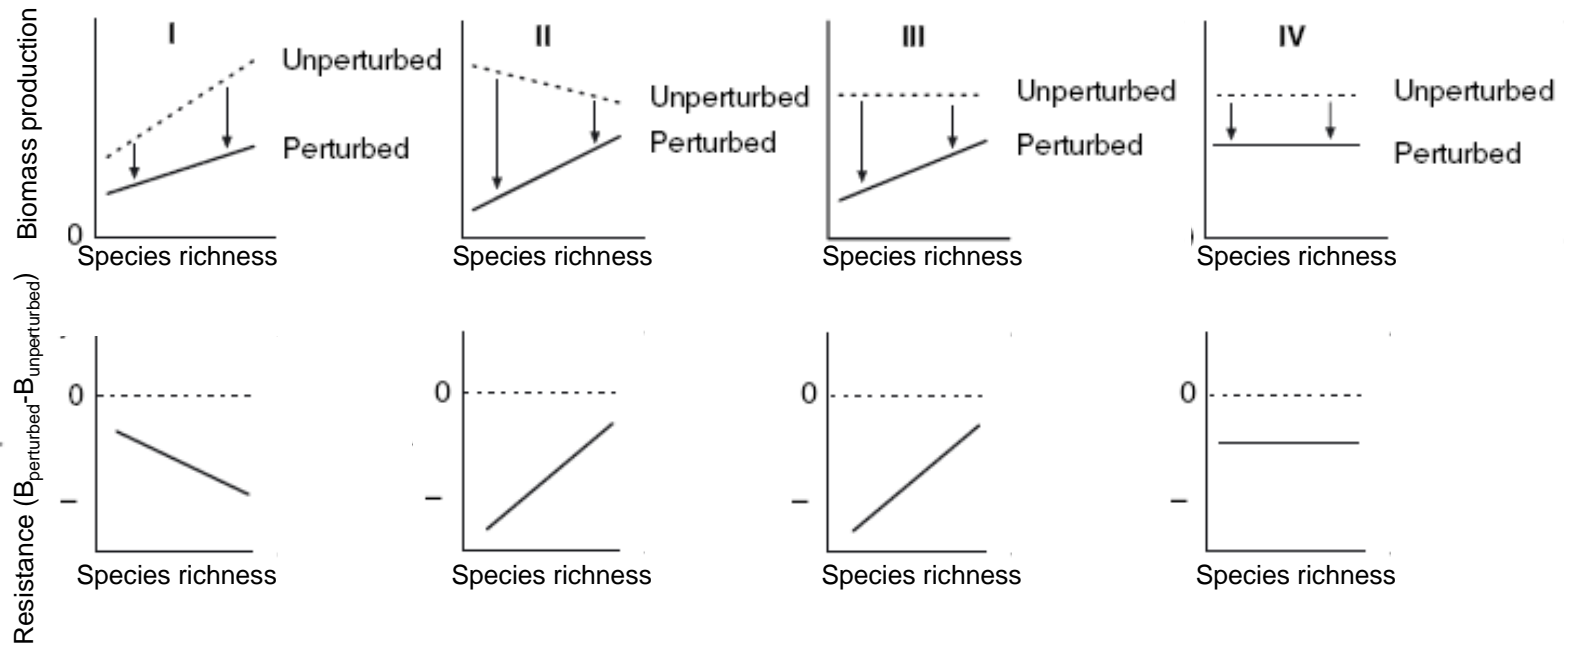 Biomass production
I
Unperturbed
Perturbed
0
Species richness
II
Unperturbed
Perturbed
Species richness
III
Unperturbed
Perturbed
Species richness
IV
Unperturbed
Perturbed
Species richness
Resistance (Bperturbed-Bunperturbed)
0
–
Species richness
0
–
Species richness
0
–
Species richness
0
–
Species richness